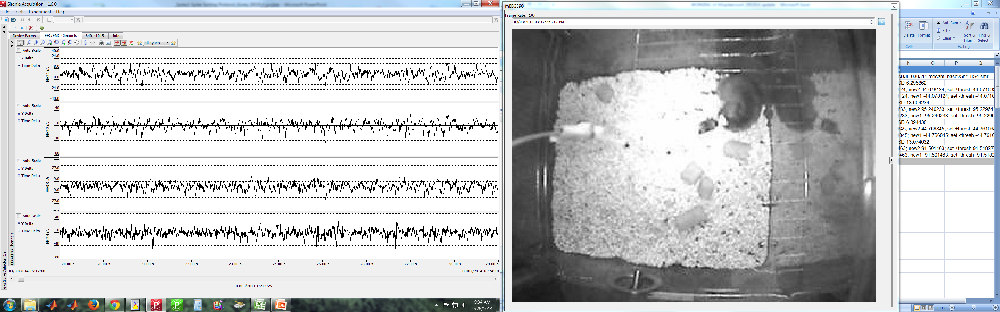 Sirenia Acquisition - 1.6.0
File Tools Experiment Help
Device Parms EEG/EMG Channels 8401:1015 Info
All Types
Auto Scale
Y Delta
Time Delta
EEG 1 uV
40.0
24.0
8.0
-8.0
-24.0
-40.0
Auto Scale
Y Delta
Time Delta
EEG 2 uV
40
0
-40
-80
Auto Scale
Y Delta
Time Delta
EEG 3 uV
27.0
9.0
-9.0
-27.0
Auto Scale
Y Delta
Time Delta
EEG 4 uV
40
0
-40
-80
20.00 s 20.00 s 21.00 s 22.00 s 23.00 s 24.00 s 25.00 s 26.00 s 27.00 s 28.00 s 29.00 s
03/03/2014 15:17:00 03/03/2014 16:24:10
03/03/2014 15:17:25
EEG/EMG Channels
evalSpikeDetector_1hr
9:34 AM
9/26/2014
mEEG390
Frame Rate: 10.
03/03/2014 03:17:25.217 PM
Delete Format
Cells
AutoSum
Fill
Clear
Sort & Filter
Find & Select
Editing
N O P Q
ABJL 030314 mecam_base25hr_IIS4.smr
SD 6.295862
24; new2 44.078124; set +thresh 44.07103
124; new1 -44.078124; set -thresh -44.0710
SD 13.604234
233; new2 95.240233; set +thresh 95.22964
233; new1 -95.240233; set -thresh -95.2296
SD 6.394438
845; new2 44.766845; set +thresh 44.76106
845; new1 -44.766845; set -thresh -44.7610
SD 13.074032
463; new2 91.501463; set +thresh 91.51822
463; new1 -91.501463; set -thresh -91.5182
100%